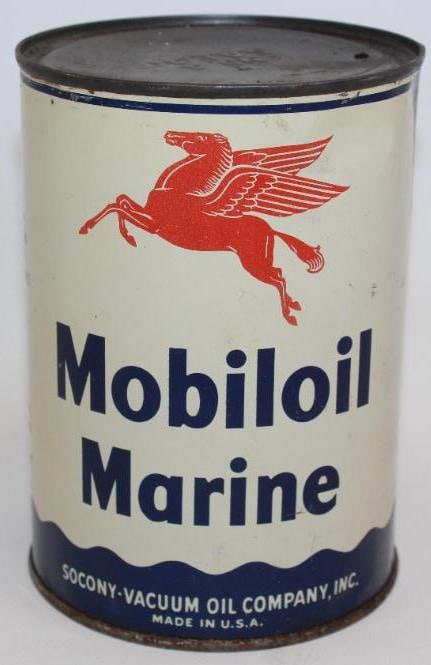 Mobiloil
Marine
SOCONY-VACUUM OIL COMPANY, INC.
MADE IN U.S.A.